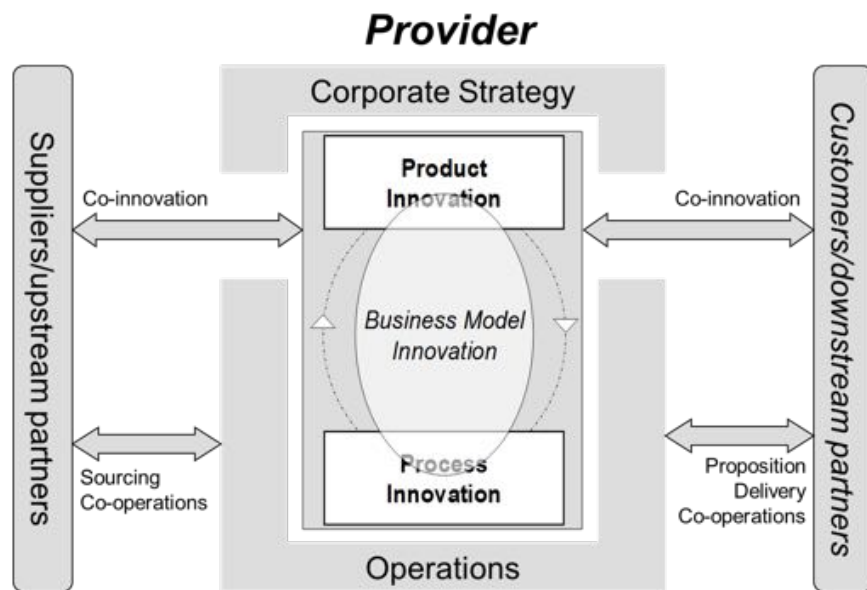 Provider
Corporate Strategy
Suppliers/upstream partners
Co-innovation
Product
Innovation
Co-innovation
Customers/downstream partners
Business Model
Innovation
Sourcing
Co-operations
Process
Innovation
Proposition
Delivery
Co-operations
Operations